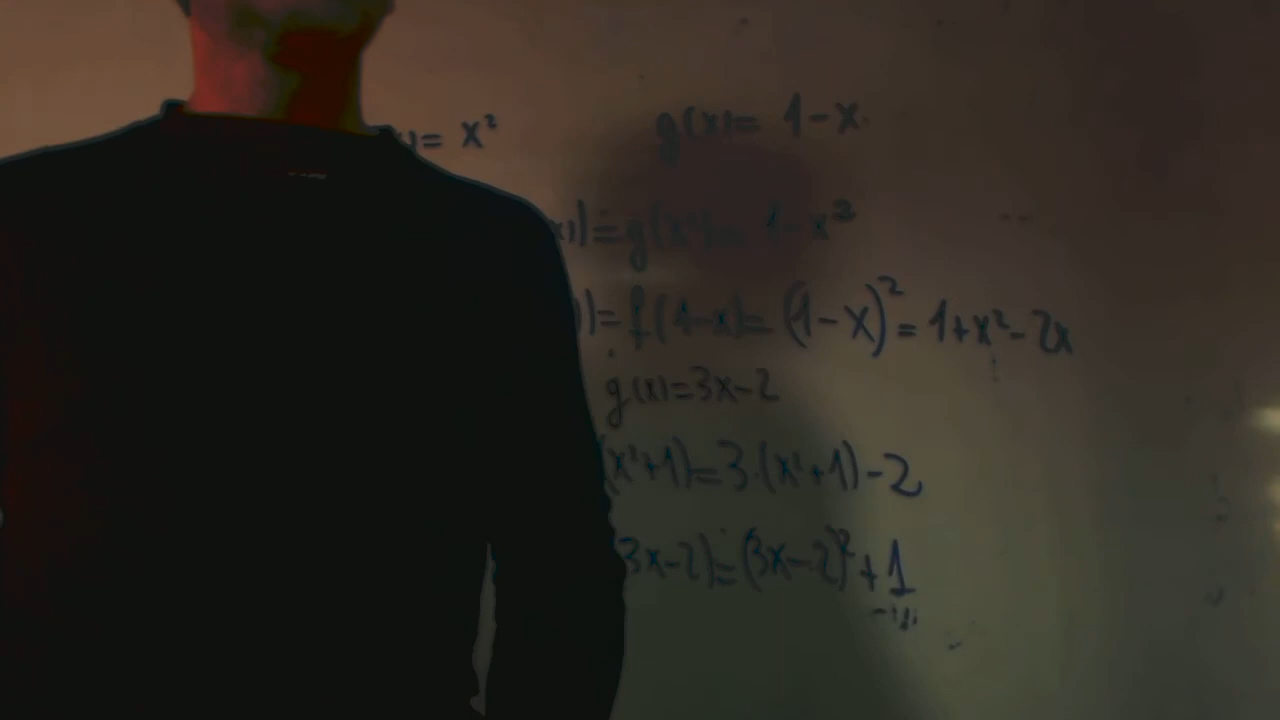 )= x² g(x)= 1-x
x))=g(x²)= 1-x²
))=f(1-x)=(1-x)²=1+x²-2x
g(x)=3x-2
(x²+1)=3·(x²+1)-2
3x-2)=(3x-2)²+1